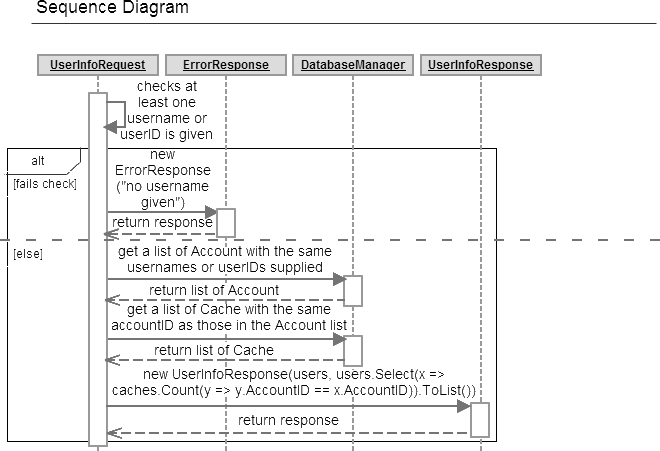 Sequence Diagram
UserInfoRequest
ErrorResponse
DatabaseManager
UserInfoResponse
checks at
least one
username or
userID is given
alt
[fails check]
new
ErrorResponse
("no username
given")
return response
[else]
get a list of Account with the same
usernames or userIDs supplied
return list of Account
get a list of Cache with the same
accountID as those in the Account list
return list of Cache
new UserInfoResponse(users, users.Select(x =>
caches.Count(y => y.AccountID == x.AccountID)).ToList())
return response